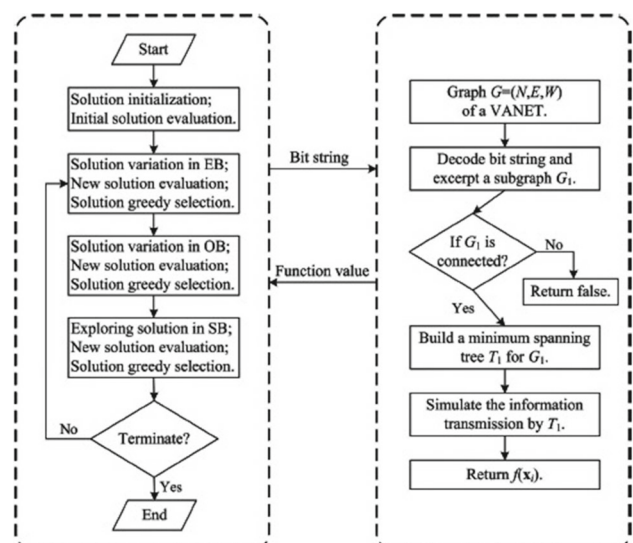 Start
Solution initialization;
Initial solution evaluation.
Solution variation in EB;
New solution evaluation;
Solution greedy selection.
Solution variation in OB;
New solution evaluation;
Solution greedy selection.
Exploring solution in SB;
New solution evaluation;
Solution greedy selection.
No
Terminate?
Yes
End
Bit string
Function value
Graph G=(N,E,W)
of a VANET.
Decode bit string and
excerpt a subgraph G₁.
If G₁ is
connected?
No
Return false.
Yes
Build a minimum spanning
tree T₁ for G₁.
Simulate the information
transmission by T₁.
Return f(xᵢ).